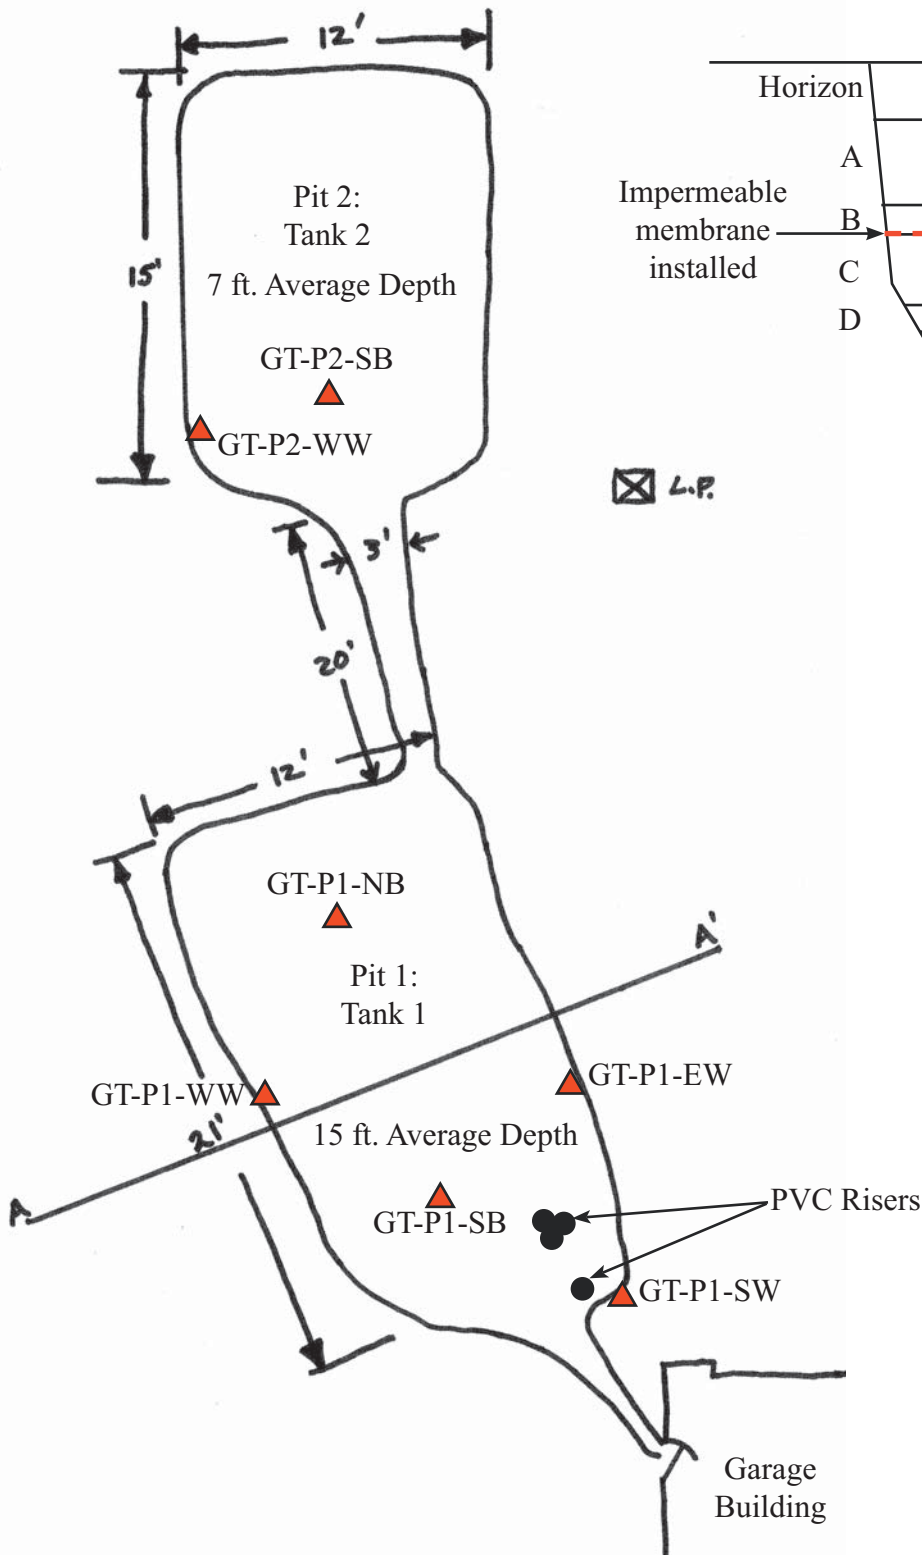 12'
Horizon
A
Impermeable
membrane
installed
B
C
D
15'
Pit 2:
Tank 2
7 ft. Average Depth
GT-P2-SB
GT-P2-WW
L.P.
3'
20'
12'
GT-P1-NB
A'
Pit 1:
Tank 1
GT-P1-WW
GT-P1-EW
21'
15 ft. Average Depth
A
GT-P1-SB
PVC Risers
GT-P1-SW
Garage
Building